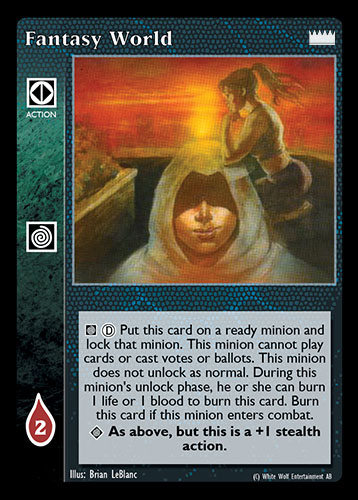 Fantasy World
ACTION
D Put this card on a ready minion and
lock that minion. This minion cannot play
cards or cast votes or ballots. This minion
does not unlock as normal. During this
minion's unlock phase, he or she can burn
1 life or 1 blood to burn this card. Burn
this card if this minion enters combat.
As above, but this is a +1 stealth
action.
2
Illus: Brian LeBlanc
(C) White Wolf Entertainment AB